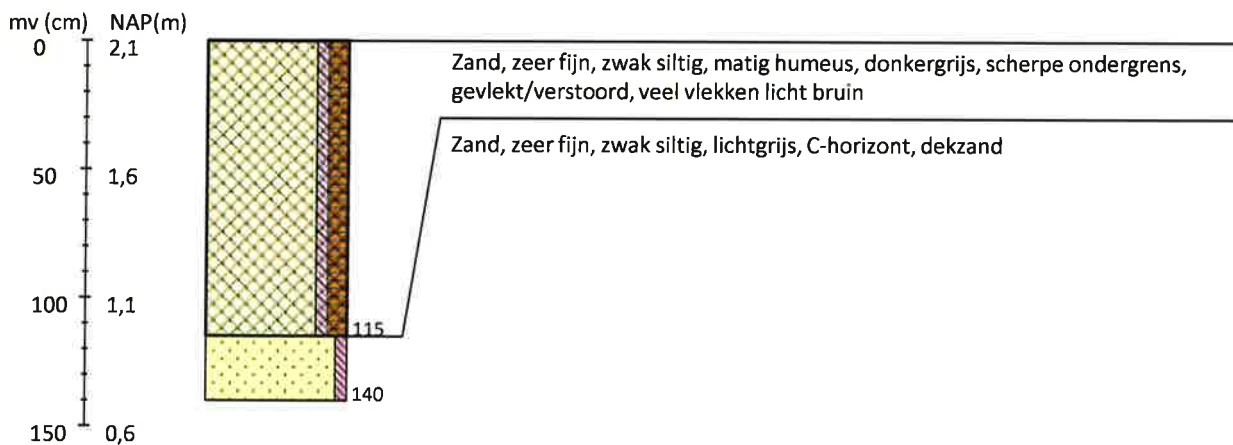 mv (cm) NAP(m)
0 2,1
Zand, zeer fijn, zwak siltig, matig humeus, donkergrijs, scherpe ondergrens,
gevlekt/verstoord, veel vlekken licht bruin
Zand, zeer fijn, zwak siltig, lichtgrijs, C-horizont, dekzand
50 1,6
100 1,1
115
140
150 0,6